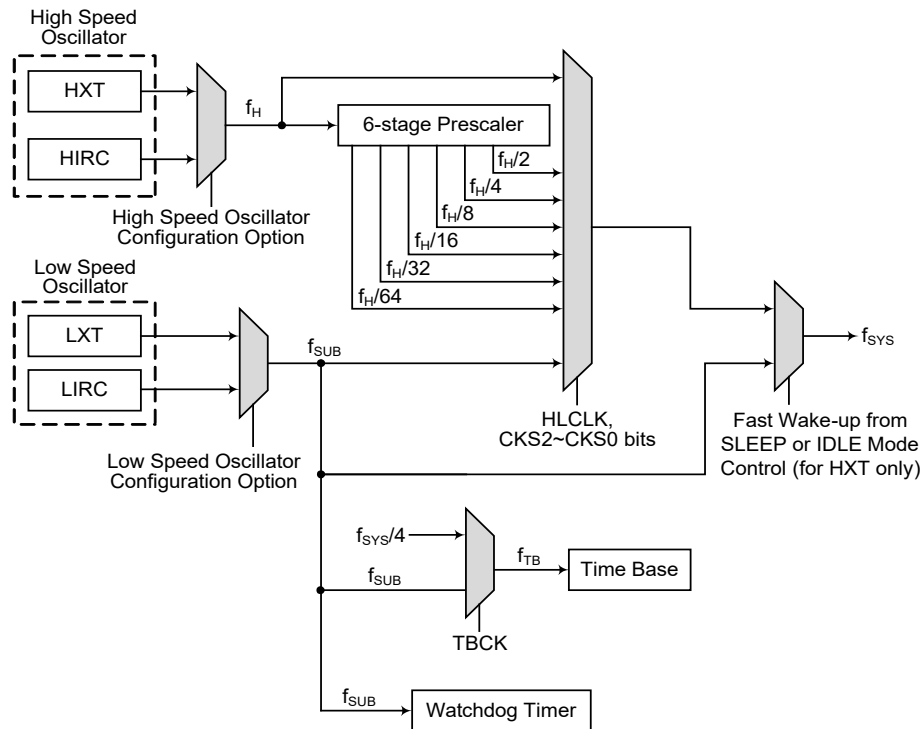 High Speed
Oscillator
HXT
HIRC
f_H
6-stage Prescaler
f_H/2
f_H/4
f_H/8
f_H/16
f_H/32
f_H/64
High Speed Oscillator
Configuration Option
Low Speed
Oscillator
LXT
LIRC
f_SUB
f_SYS
HLCLK,
CKS2~CKS0 bits
Fast Wake-up from
SLEEP or IDLE Mode
Control (for HXT only)
Low Speed Oscillator
Configuration Option
f_SYS/4
f_SUB
f_TB
Time Base
TBCK
f_SUB
Watchdog Timer